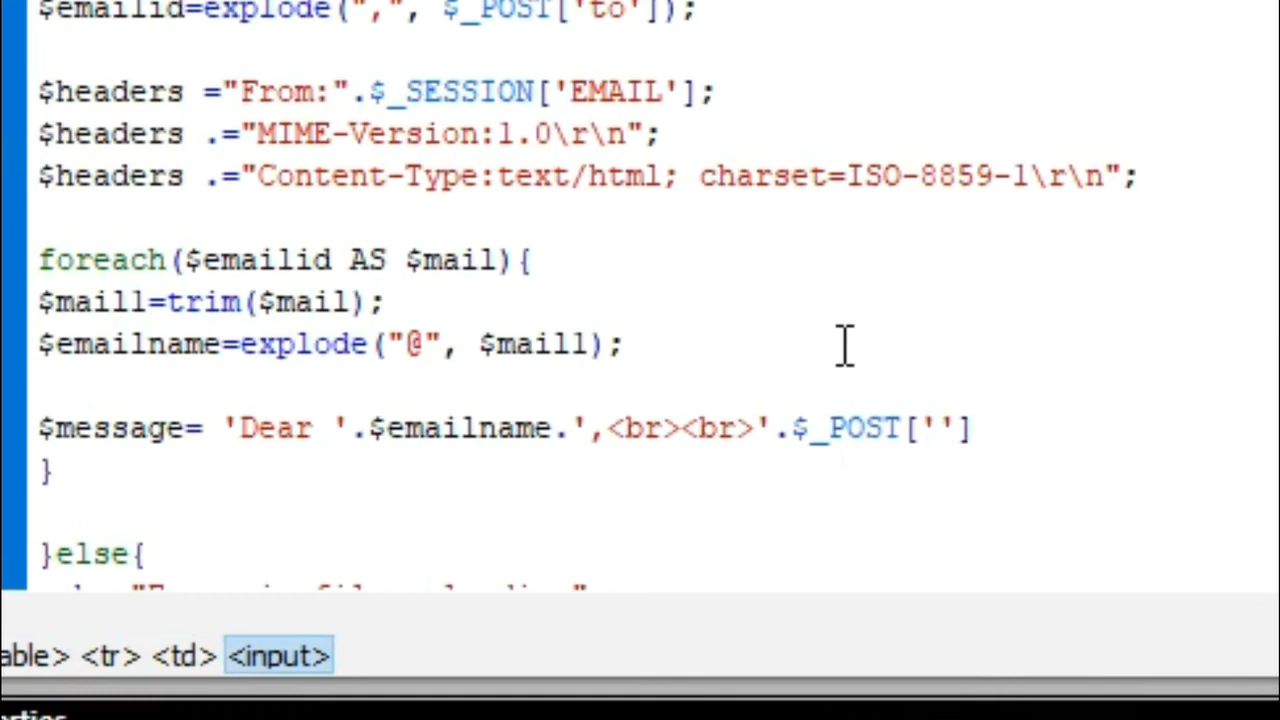 $emailid=explode(",", $_POST['to']);
$headers ="From:".$_SESSION['EMAIL'];
$headers .="MIME-Version:1.0\r\n";
$headers .="Content-Type:text/html; charset=ISO-8859-1\r\n";
foreach($emailid AS $mail){
$maill=trim($mail);
$emailname=explode("@", $maill);
$message= 'Dear '.$emailname.',<br><br>'.$_POST['']
}
}else{
able> <tr> <td> <input>